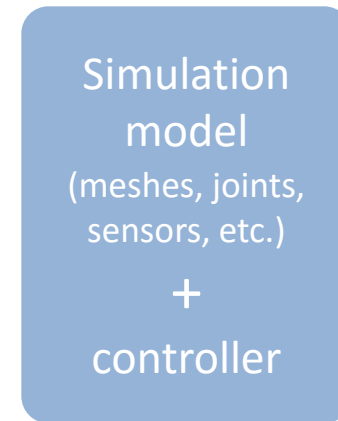 Simulation
model
(meshes, joints,
sensors, etc.)
+
controller